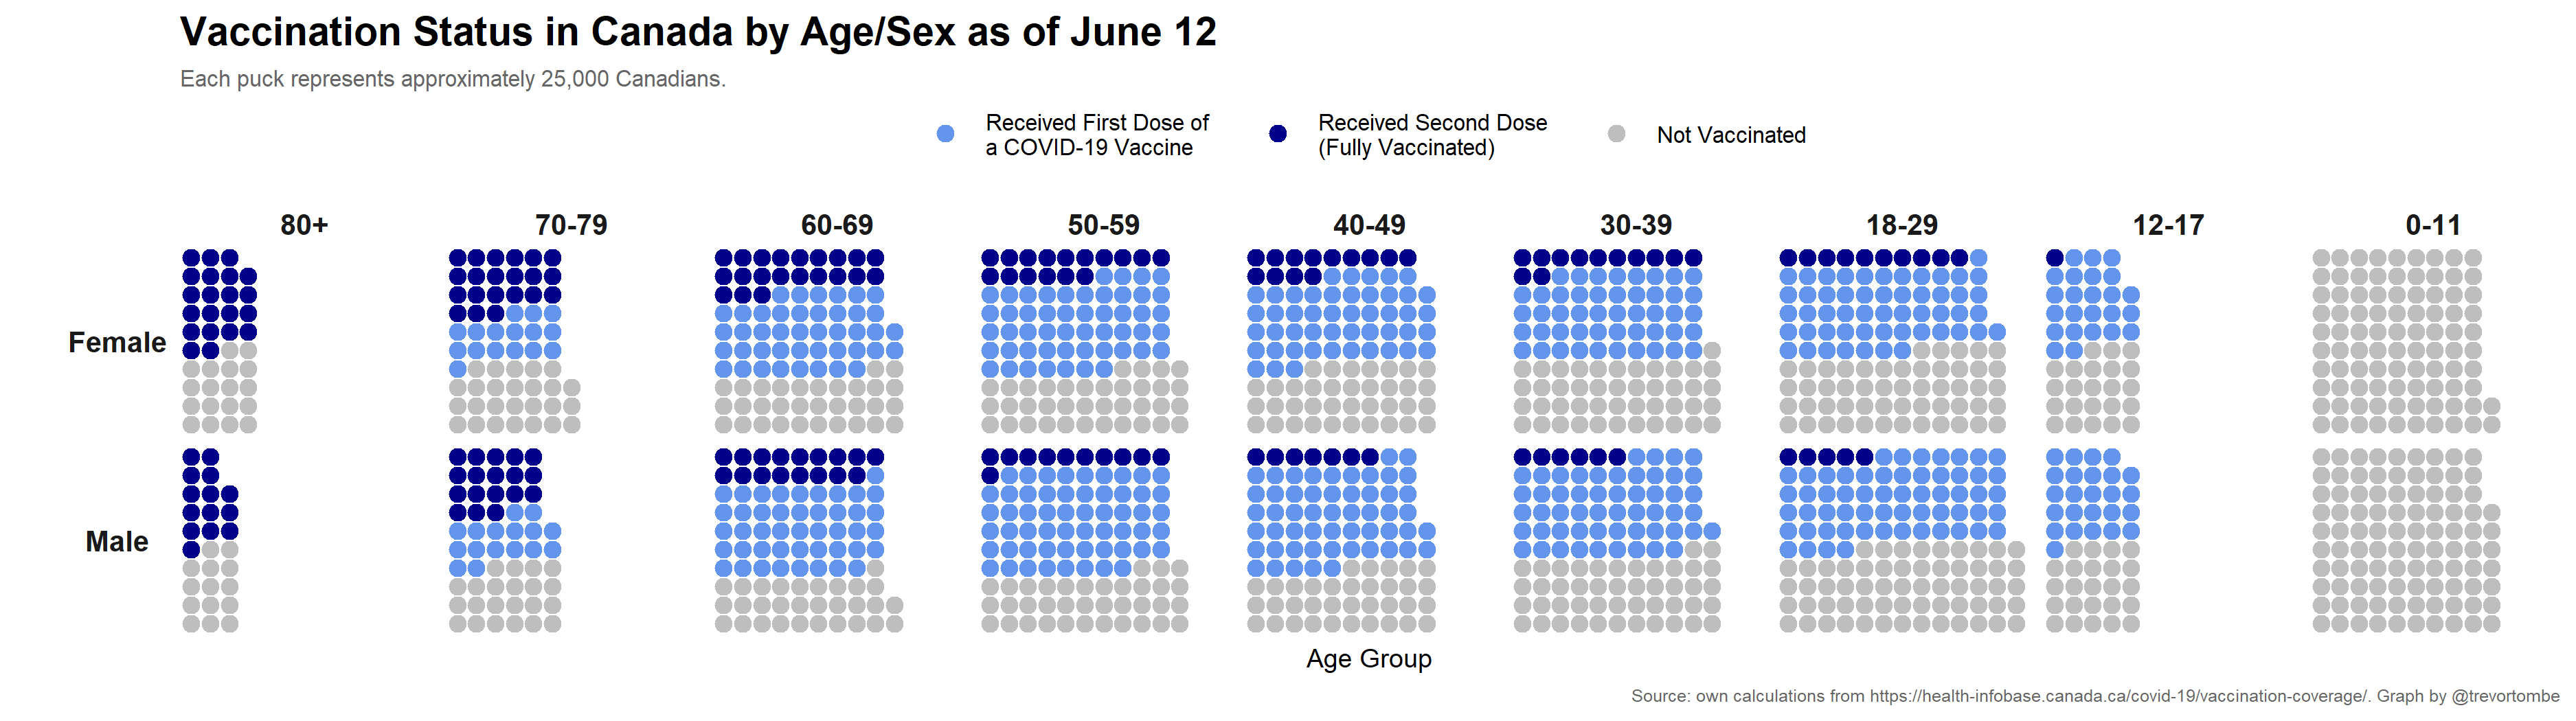 Vaccination Status in Canada by Age/Sex as of June 12
Each puck represents approximately 25,000 Canadians.
Received First Dose of
a COVID-19 Vaccine
Received Second Dose
(Fully Vaccinated)
Not Vaccinated
80+ 70-79 60-69 50-59 40-49 30-39 18-29 12-17 0-11
Female
Male
Age Group
Source: own calculations from https://health-infobase.canada.ca/covid-19/vaccination-coverage/. Graph by @trevortombe